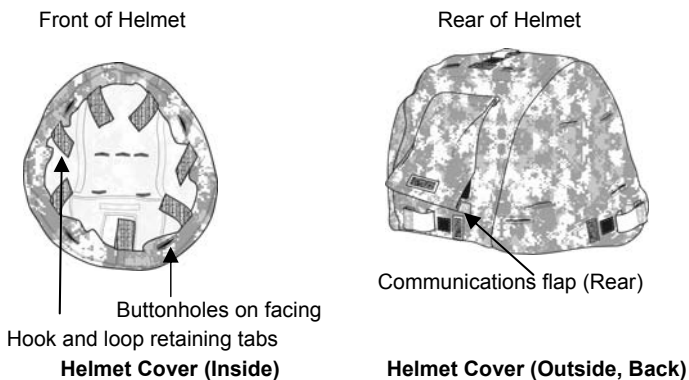 Front of Helmet
Rear of Helmet
Communications flap (Rear)
Buttonholes on facing
Hook and loop retaining tabs
Helmet Cover (Inside)
Helmet Cover (Outside, Back)